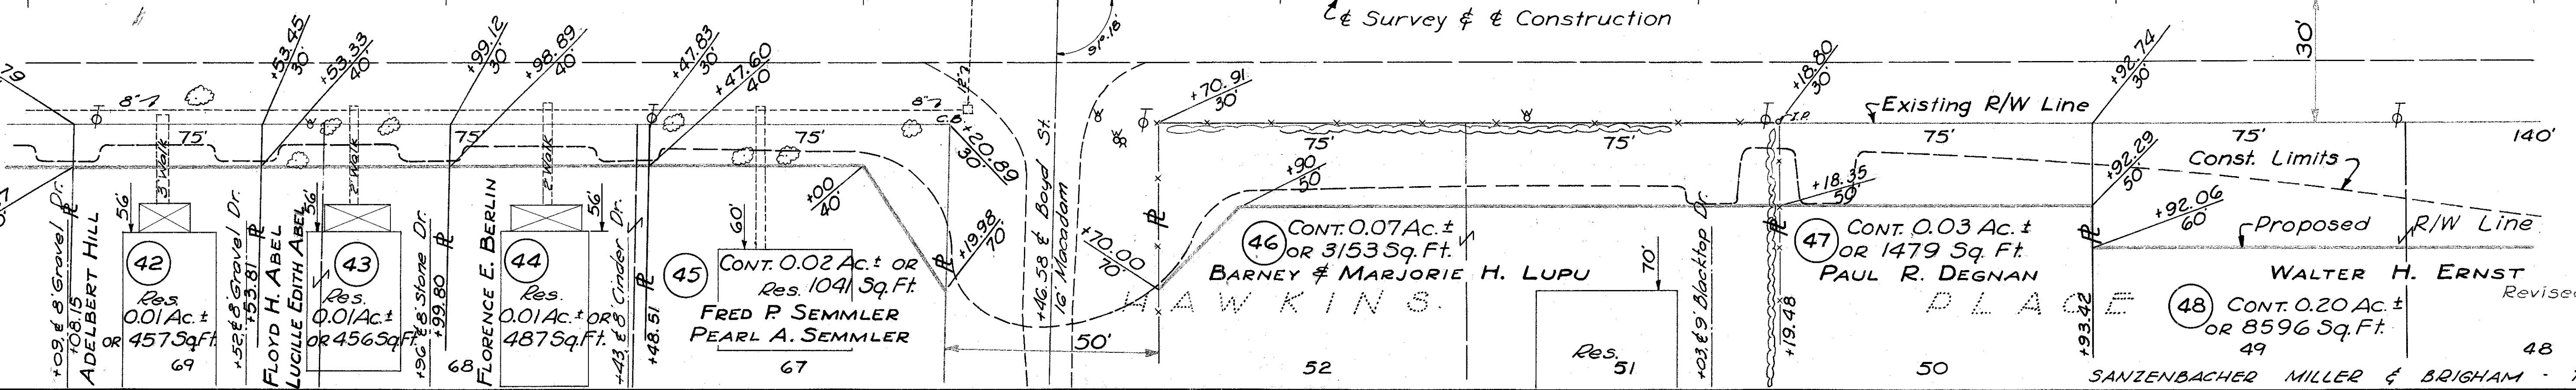 ℄ Survey & ℄ Construction
91°.18'
30'
+53.45
30'
+53.33
40'
+99.12
30'
+98.89
40'
+47.83
30'
+47.60
40'
12"
+70.91
30'
+18.80
30'
+92.74
30'
8"
8"
C.B.
I.P.
Existing R/W Line
75'
75'
75'
75'
75'
75'
75'
140'
3' Walk
2' Walk
2' Walk
+20.89
30'
+00
40'
+19.98
70'
+46.58 ℄ Boyd St.
16' Macadam
+70.00
70'
+90
50'
+18.35
50'
+92.29
50'
+92.06
60'
Const. Limits
Proposed R/W Line
56'
56'
56'
60'
70'
+09, ℄ 8' Gravel Dr.
+08.15
ADELBERT HILL
42
Res.
0.01 Ac. ±
OR 457 Sq.Ft.
69
+52 ℄ 8' Gravel Dr.
+53.81
FLOYD H. ABEL
LUCILLE EDITH ABEL
43
Res.
0.01 Ac. ±
OR 456 Sq.Ft.
+96 ℄ 8' Stone Dr.
+99.80
68
FLORENCE E. BERLIN
44
Res.
0.01 Ac. ± OR
487 Sq.Ft.
+43 ℄ 8' Cinder Dr.
+48.51
45
CONT. 0.02 Ac. ± OR
Res. 1041 Sq.Ft.
FRED P. SEMMLER
PEARL A. SEMMLER
67
50'
46
CONT. 0.07 Ac. ±
OR 3153 Sq. Ft.
BARNEY & MARJORIE H. LUPU
HAWKINS PLACE
52
Res.
51
+03, ℄ 9' Blacktop Dr.
+19.48
47
CONT. 0.03 Ac. ±
OR 1479 Sq. Ft.
PAUL R. DEGNAN
50
+93.42
WALTER H. ERNST
48
CONT. 0.20 Ac. ±
OR 8596 Sq. Ft.
49
48
SANZENBACHER MILLER & BRIGHAM